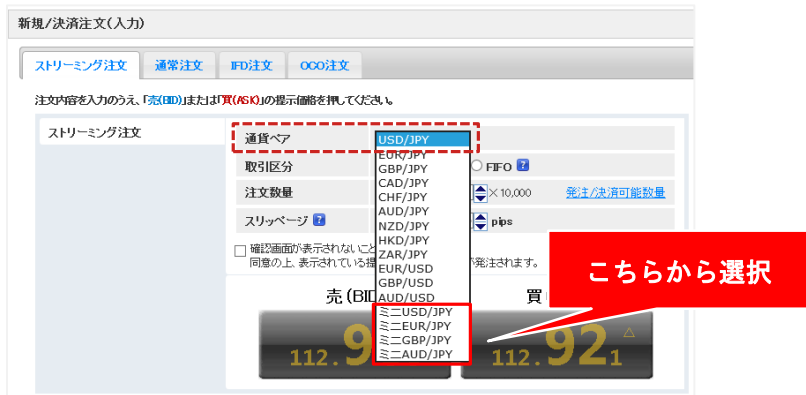 新規/決済注文(入力)
ストリーミング注文 通常注文 IFD注文 OCO注文
注文内容を入力のうえ、「売(BID)」または「買(ASK)」の提示価格を押してください。
ストリーミング注文
通貨ペア USD/JPY
EUR/JPY
取引区分 GBP/JPY FIFO ?
CAD/JPY
注文数量 CHF/JPY ×10,000 発注/決済可能数量
AUD/JPY
スリッページ ? NZD/JPY pips
HKD/JPY
確認画面が表示されないこと ZAR/JPY
同意の上、表示されている EUR/USD が発注されます。
GBP/USD
売(BID AUD/USD 買
ミニUSD/JPY
ミニEUR/JPY
ミニGBP/JPY
ミニAUD/JPY
112.9 112.921
こちらから選択